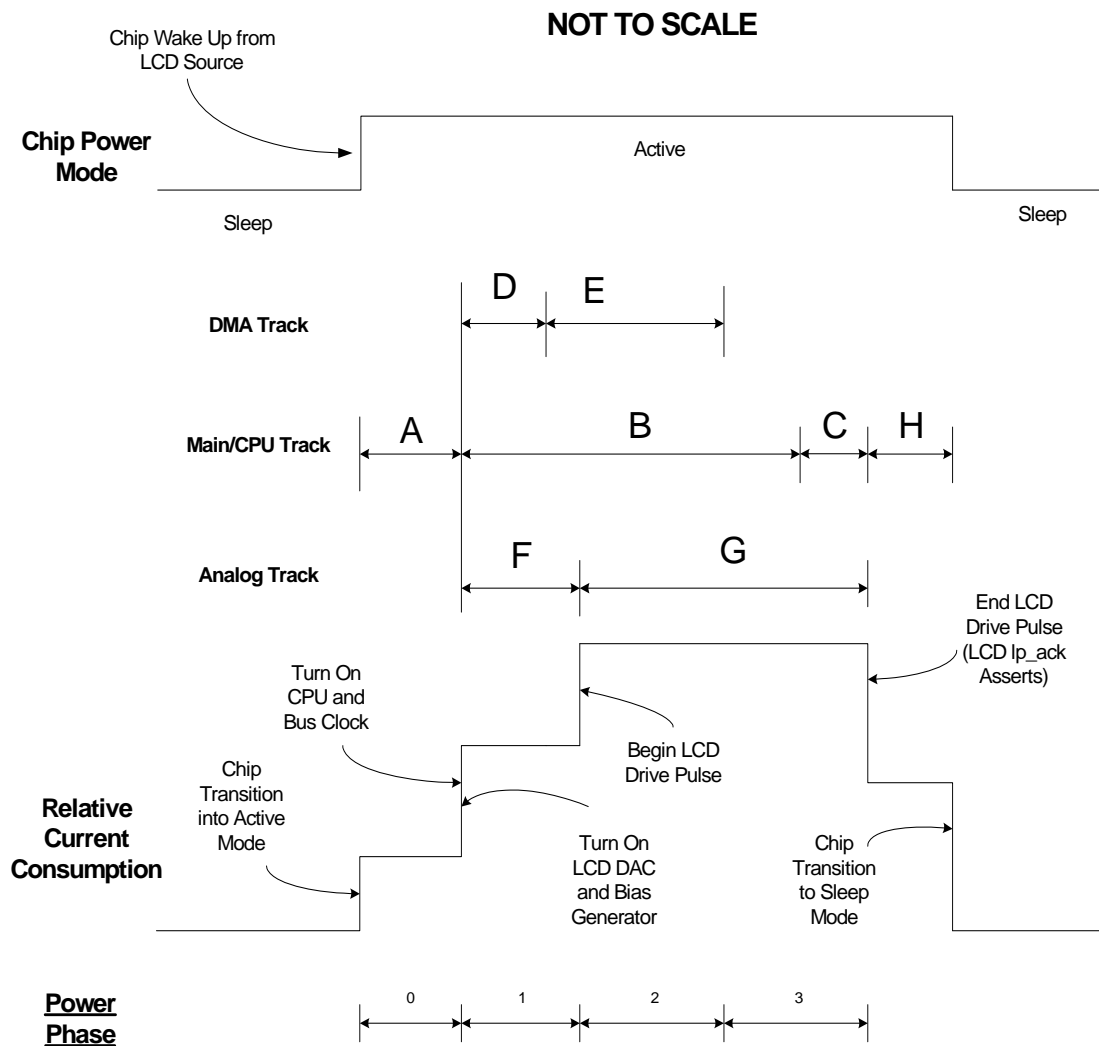 NOT TO SCALE
Chip Wake Up from
LCD Source
Chip Power
Mode
Active
Sleep
Sleep
D
E
DMA Track
A
B
C
H
Main/CPU Track
F
G
Analog Track
End LCD
Drive Pulse
(LCD lp_ack
Asserts)
Turn On
CPU and
Bus Clock
Begin LCD
Drive Pulse
Chip
Transition
into Active
Mode
Relative
Current
Consumption
Turn On
LCD DAC
and Bias
Generator
Chip
Transition
to Sleep
Mode
Power
Phase
0
1
2
3